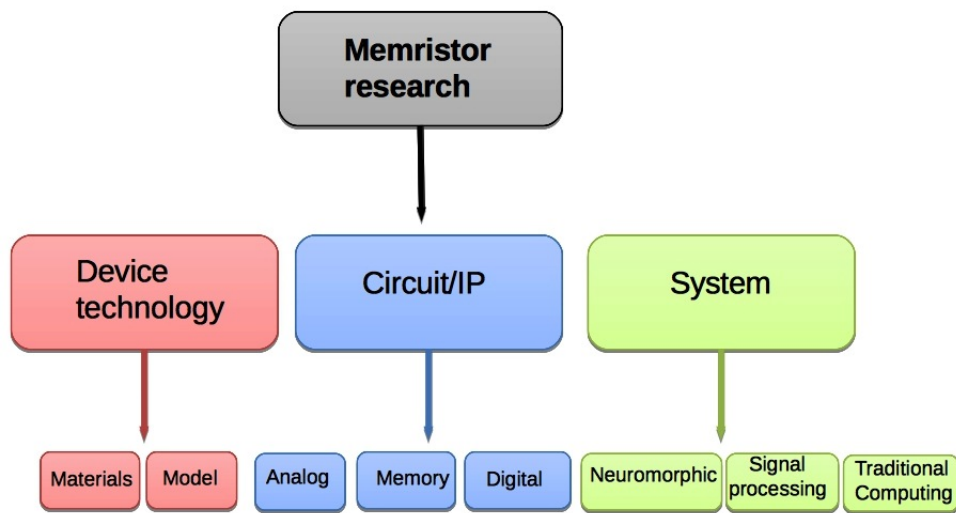 Memristor
research
Device
technology
Circuit/IP
System
Materials
Model
Analog
Memory
Digital
Neuromorphic
Signal
processing
Traditional
Computing